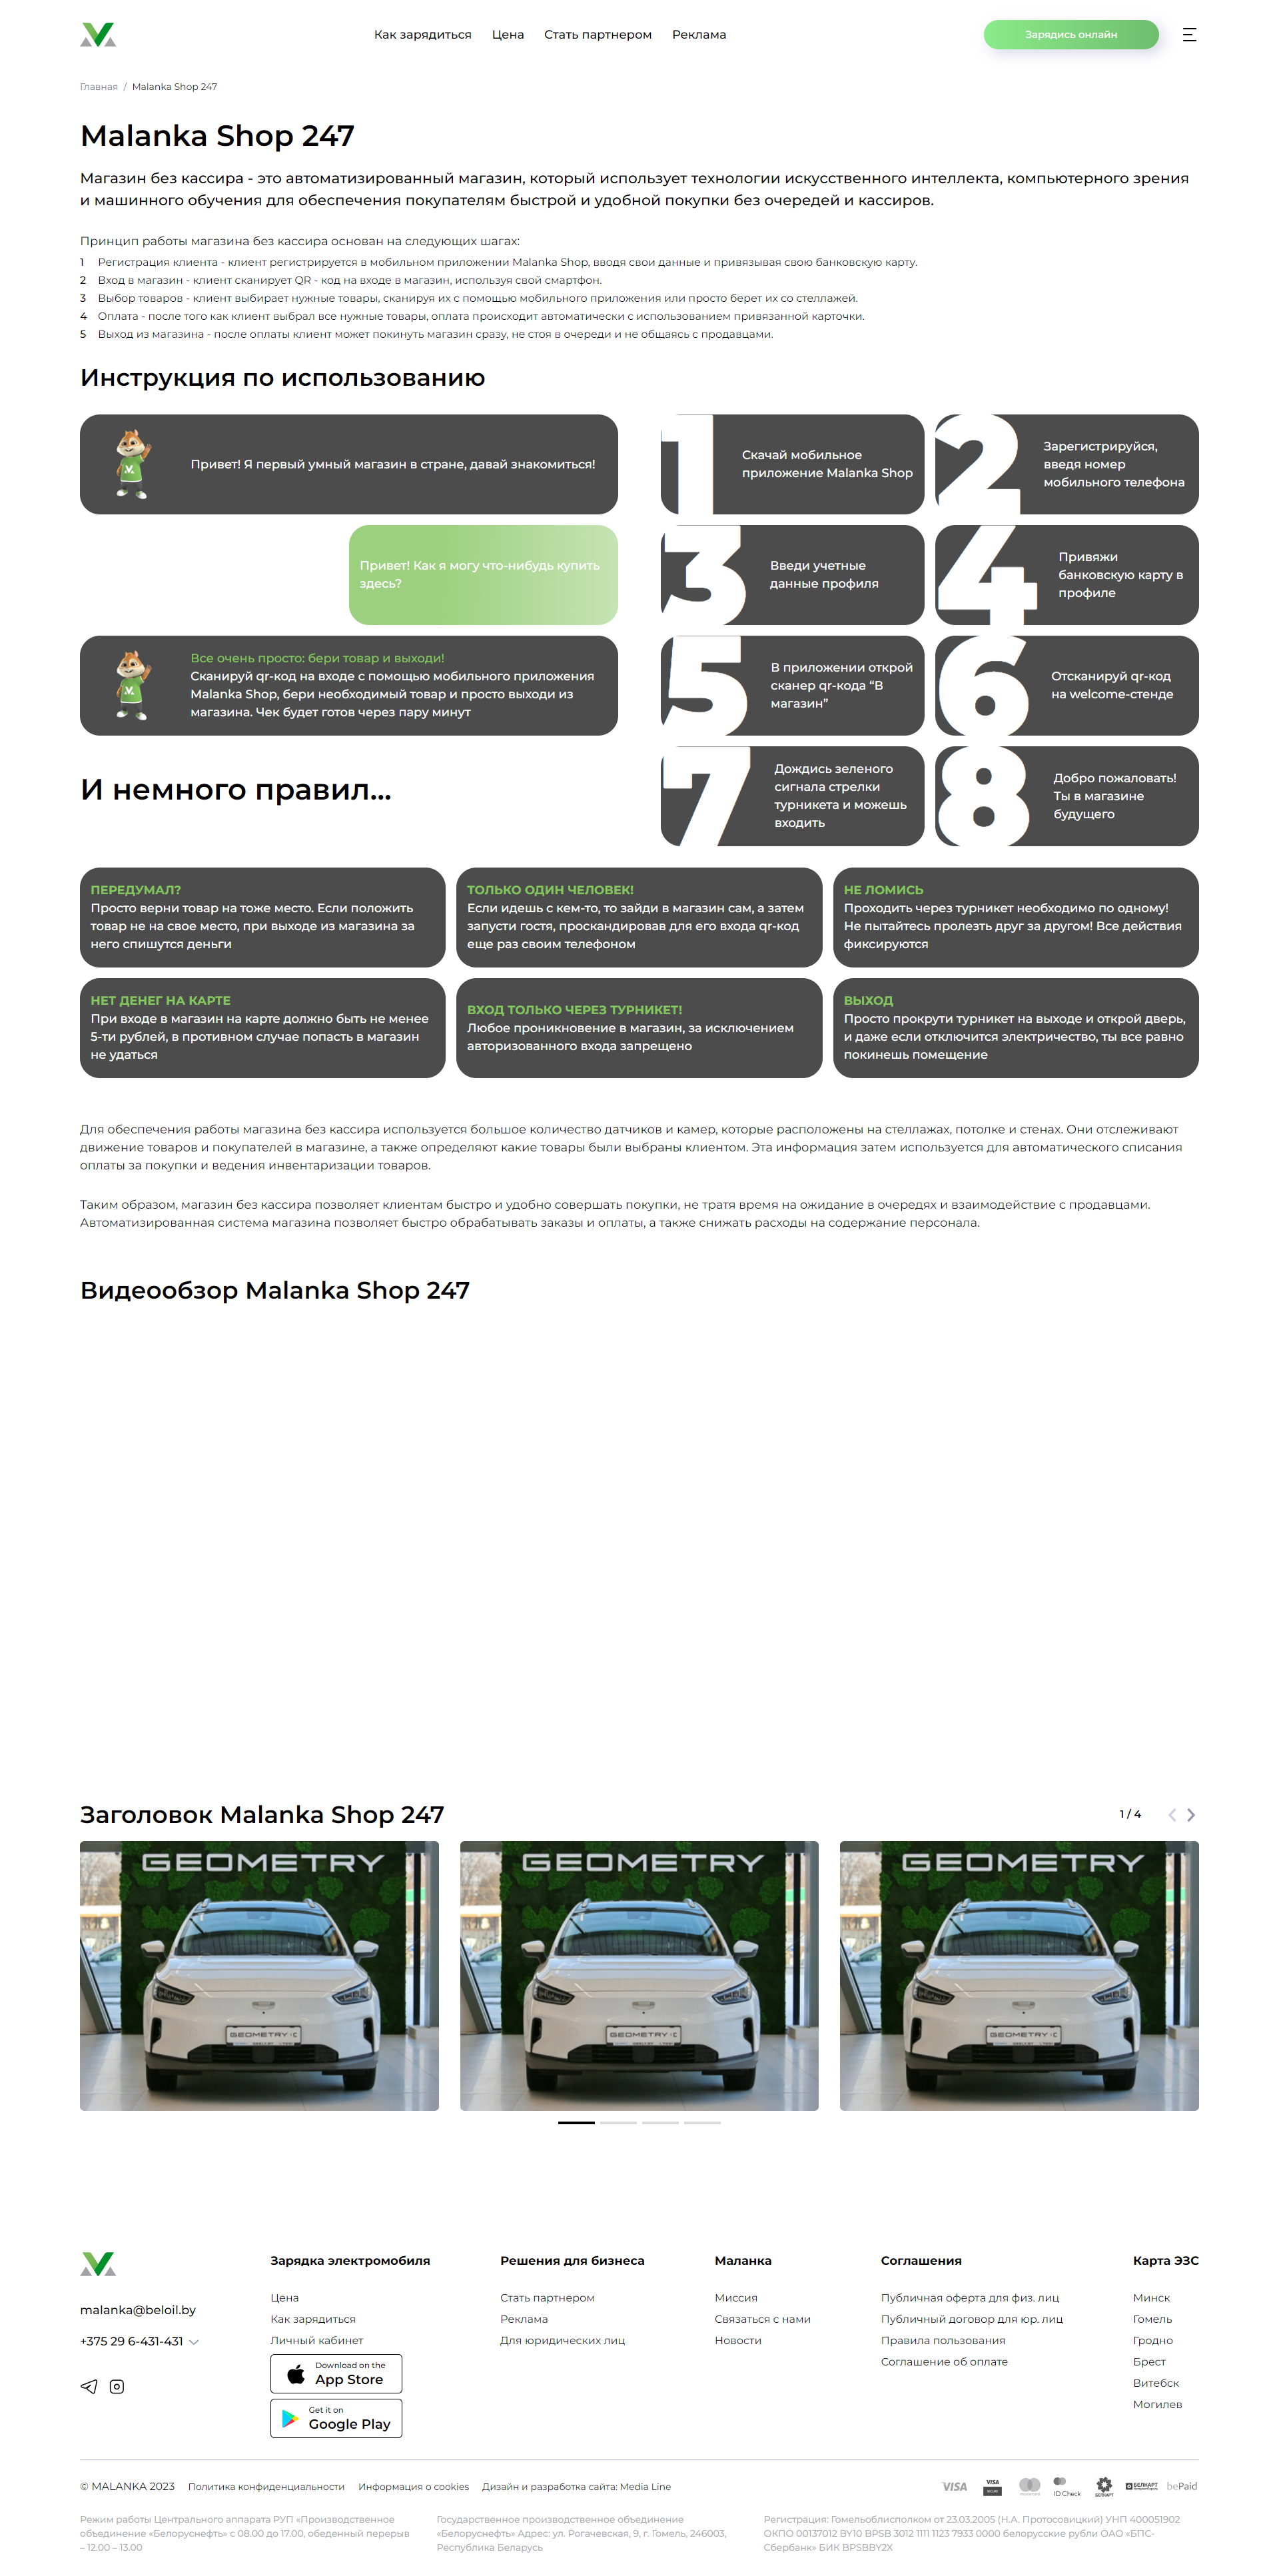 Как зарядиться
Цена
Стать партнером
Реклама
Зарядись онлайн
Главная / Malanka Shop 247
Malanka Shop 247
Магазин без кассира - это автоматизированный магазин, который использует технологии искусственного интеллекта, компьютерного зрения
и машинного обучения для обеспечения покупателям быстрой и удобной покупки без очередей и кассиров.
Принцип работы магазина без кассира основан на следующих шагах:
1 Регистрация клиента - клиент регистрируется в мобильном приложении Malanka Shop, вводя свои данные и привязывая свою банковскую карту.
2 Вход в магазин - клиент сканирует QR - код на входе в магазин, используя свой смартфон.
3 Выбор товаров - клиент выбирает нужные товары, сканируя их с помощью мобильного приложения или просто берет их со стеллажей.
4 Оплата - после того как клиент выбрал все нужные товары, оплата происходит автоматически с использованием привязанной карточки.
5 Выход из магазина - после оплаты клиент может покинуть магазин сразу, не стоя в очереди и не общаясь с продавцами.
Инструкция по использованию
Привет! Я первый умный магазин в стране, давай знакомиться!
Привет! Как я могу что-нибудь купить
здесь?
Все очень просто: бери товар и выходи!
Сканируй qr-код на входе с помощью мобильного приложения
Malanka Shop, бери необходимый товар и просто выходи из
магазина. Чек будет готов через пару минут
1
Скачай мобильное
приложение Malanka Shop
2
Зарегистрируйся,
введя номер
мобильного телефона
3
Введи учетные
данные профиля
4
Привяжи
банковскую карту в
профиле
5
В приложении открой
сканер qr-кода “В
магазин”
6
Отсканируй qr-код
на welcome-стенде
7
Дождись зеленого
сигнала стрелки
турникета и можешь
входить
8
Добро пожаловать!
Ты в магазине
будущего
И немного правил...
ПЕРЕДУМАЛ?
Просто верни товар на тоже место. Если положить
товар не на свое место, при выходе из магазина за
него спишутся деньги
ТОЛЬКО ОДИН ЧЕЛОВЕК!
Если идешь с кем-то, то зайди в магазин сам, а затем
запусти гостя, просканировав для его входа qr-код
еще раз своим телефоном
НЕ ЛОМИСЬ
Проходить через турникет необходимо по одному!
Не пытайтесь пролезть друг за другом! Все действия
фиксируются
НЕТ ДЕНЕГ НА КАРТЕ
При входе в магазин на карте должно быть не менее
5-ти рублей, в противном случае попасть в магазин
не удаться
ВХОД ТОЛЬКО ЧЕРЕЗ ТУРНИКЕТ!
Любое проникновение в магазин, за исключением
авторизованного входа запрещено
ВЫХОД
Просто прокрути турникет на выходе и открой дверь,
и даже если отключится электричество, ты все равно
покинешь помещение
Для обеспечения работы магазина без кассира используется большое количество датчиков и камер, которые расположены на стеллажах, потолке и стенах. Они отслеживают
движение товаров и покупателей в магазине, а также определяют какие товары были выбраны клиентом. Эта информация затем используется для автоматического списания
оплаты за покупки и ведения инвентаризации товаров.
Таким образом, магазин без кассира позволяет клиентам быстро и удобно совершать покупки, не тратя время на ожидание в очередях и взаимодействие с продавцами.
Автоматизированная система магазина позволяет быстро обрабатывать заказы и оплаты, а также снижать расходы на содержание персонала.
Видеообзор Malanka Shop 247
Заголовок Malanka Shop 247
1 / 4
GEOMETRY
GEOMETRY C
GEOMETRY
GEOMETRY C
GEOMETRY
GEOMETRY C
malanka@beloil.by
+375 29 6-431-431
Зарядка электромобиля
Цена
Как зарядиться
Личный кабинет
Download on the
App Store
Get it on
Google Play
Решения для бизнеса
Стать партнером
Реклама
Для юридических лиц
Маланка
Миссия
Связаться с нами
Новости
Соглашения
Публичная оферта для физ. лиц
Публичный договор для юр. лиц
Правила пользования
Соглашение об оплате
Карта ЭЗС
Минск
Гомель
Гродно
Брест
Витебск
Могилев
© MALANKA 2023
Политика конфиденциальности
Информация о cookies
Дизайн и разработка сайта: Media Line
VISA
VISA
ID Check
БЕЛКАРТ
БЕЛКАРТ
bePaid
Режим работы Центрального аппарата РУП «Производственное
объединение «Белоруснефть» с 08.00 до 17.00, обеденный перерыв
– 12.00 – 13.00
Государственное производственное объединение
«Белоруснефть» Адрес: ул. Рогачевская, 9, г. Гомель, 246003,
Республика Беларусь
Регистрация: Гомельоблисполком от 23.03.2005 (Н.А. Протосовицкий) УНП 400051902
ОКПО 00137012 BY10 BPSB 3012 1111 1123 7933 0000 белорусские рубли ОАО «БПС-
Сбербанк» БИК BPSBBY2X